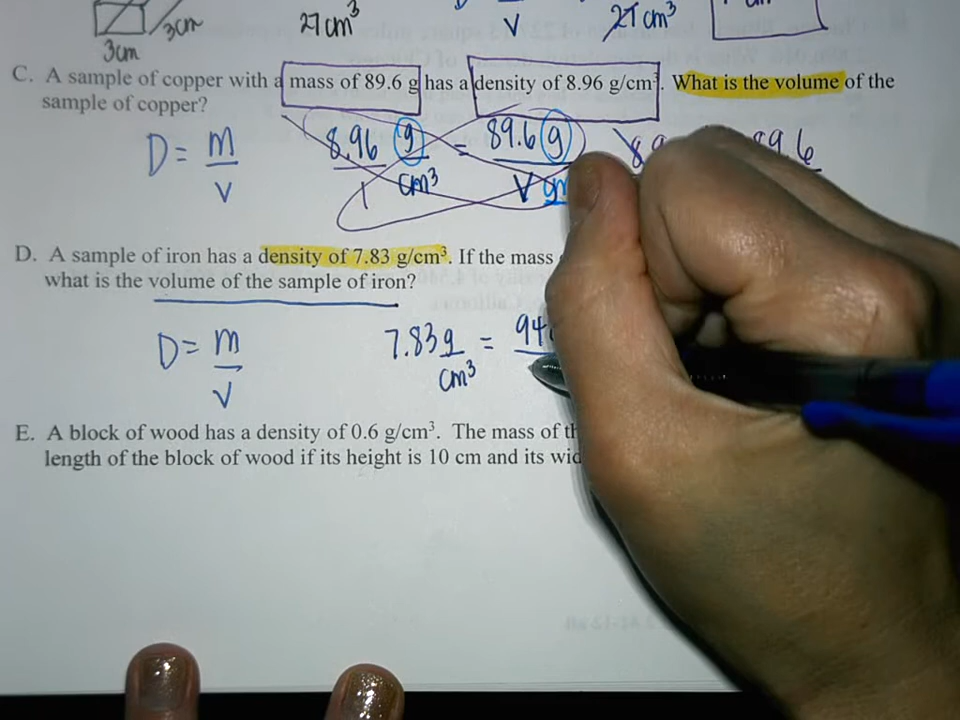 3cm 3cm 27 cm³ V 27 cm³
C. A sample of copper with a mass of 89.6 g has a density of 8.96 g/cm³. What is the volume of the
sample of copper?
D = m/v 8.96 g/1 cm³ = 89.6 g/V 89.6
D. A sample of iron has a density of 7.83 g/cm³. If the mass
what is the volume of the sample of iron?
D = m/v 7.83 g/cm³ = 94
E. A block of wood has a density of 0.6 g/cm³. The mass of
length of the block of wood if its height is 10 cm and its